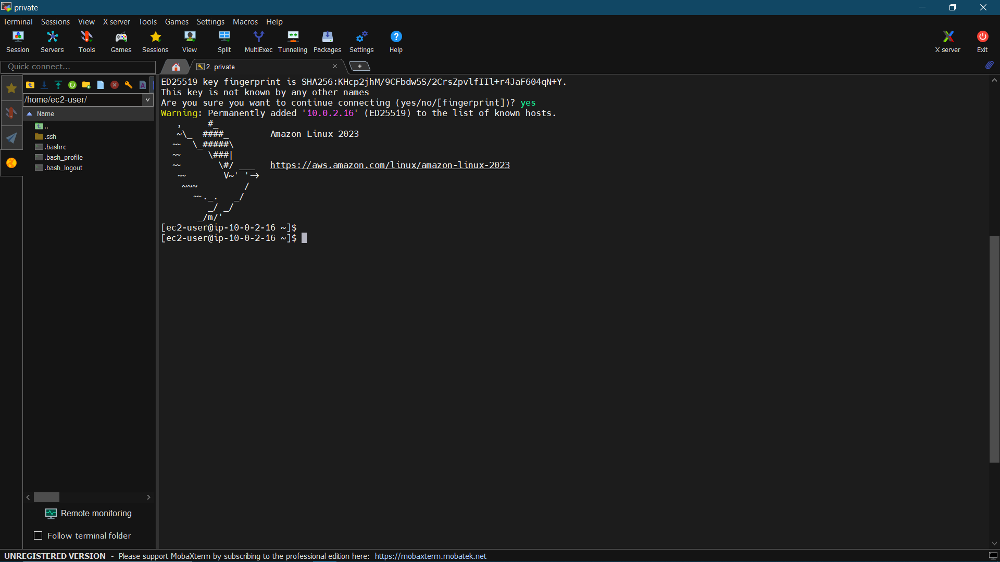 private
Terminal Sessions View X server Tools Games Settings Macros Help
Session Servers Tools Games Sessions View Split MultiExec Tunneling Packages Settings Help X server Exit
Quick connect...
2. private
/home/ec2-user/
Name
..
.ssh
.bashrc
.bash_profile
.bash_logout
ED25519 key fingerprint is SHA256:KHcp2jhM/9CFbdw5S/2CrsZpvlfIIl+r4JaF604qN+Y.
This key is not known by any other names
Are you sure you want to continue connecting (yes/no/[fingerprint])? yes
Warning: Permanently added '10.0.2.16' (ED25519) to the list of known hosts.
   ,     #_
   ~\_  ####_        Amazon Linux 2023
  ~~  \_#####\
  ~~     \###|
  ~~       \#/ ___   https://aws.amazon.com/linux/amazon-linux-2023
   ~~       V~' '->
    ~~~         /
      ~~._.   _/
         _/ _/
       _/m/'
[ec2-user@ip-10-0-2-16 ~]$
[ec2-user@ip-10-0-2-16 ~]$
Remote monitoring
Follow terminal folder
UNREGISTERED VERSION - Please support MobaXterm by subscribing to the professional edition here: https://mobaxterm.mobatek.net